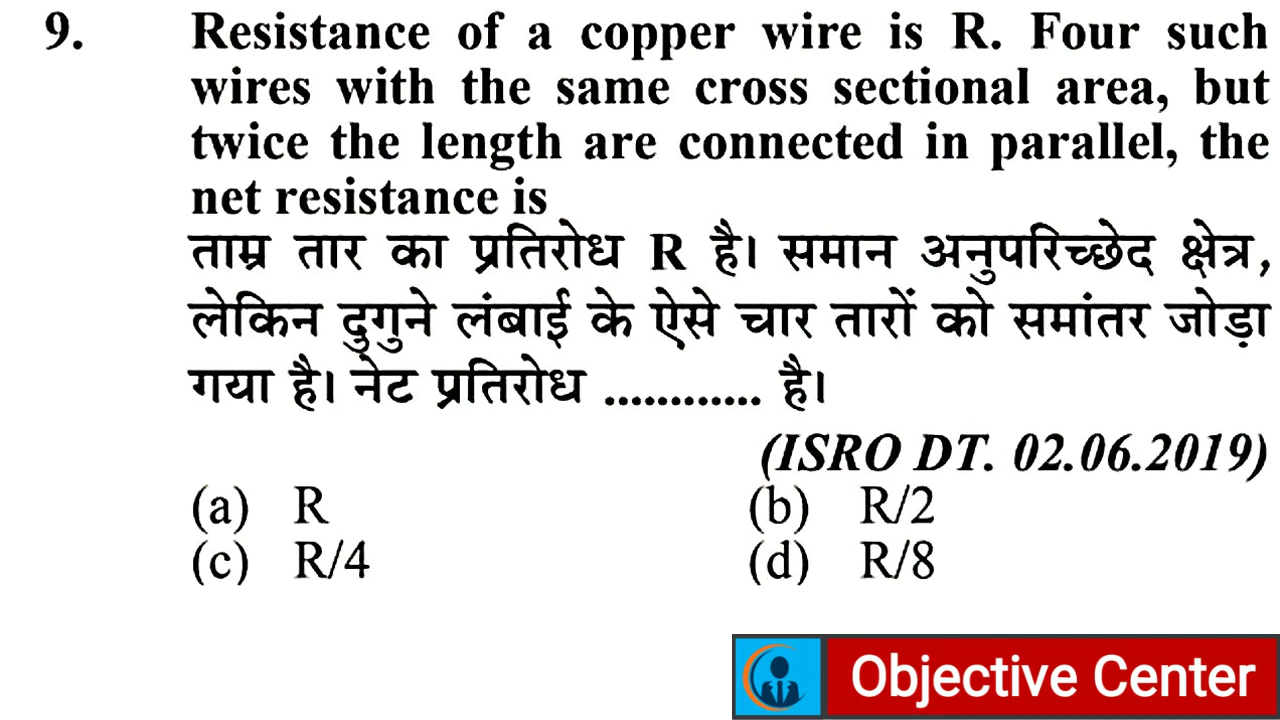 9. Resistance of a copper wire is R. Four such
wires with the same cross sectional area, but
twice the length are connected in parallel, the
net resistance is
ताम्र तार का प्रतिरोध R है। समान अनुपरिच्छेद क्षेत्र,
लेकिन दुगुने लंबाई के ऐसे चार तारों को समांतर जोड़ा
गया है। नेट प्रतिरोध ............ है।
(ISRO DT. 02.06.2019)
(a) R (b) R/2
(c) R/4 (d) R/8
Objective Center